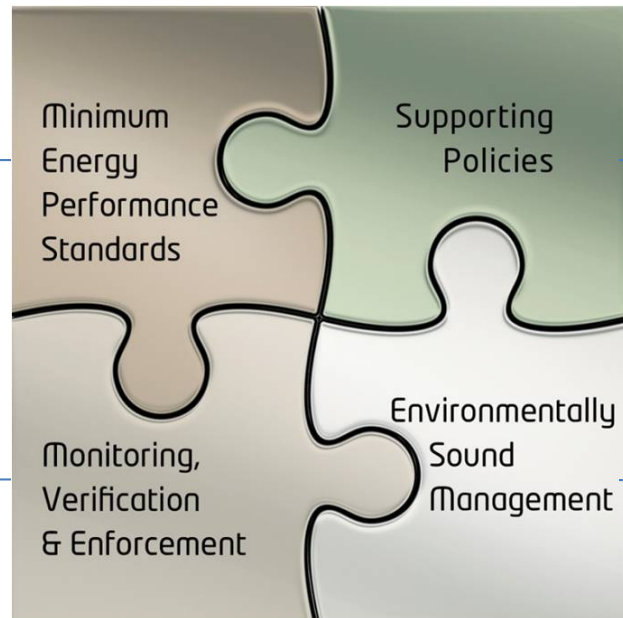 Minimum
Energy
Performance
Standards
Supporting
Policies
Monitoring,
Verification
& Enforcement
Environmentally
Sound
Management